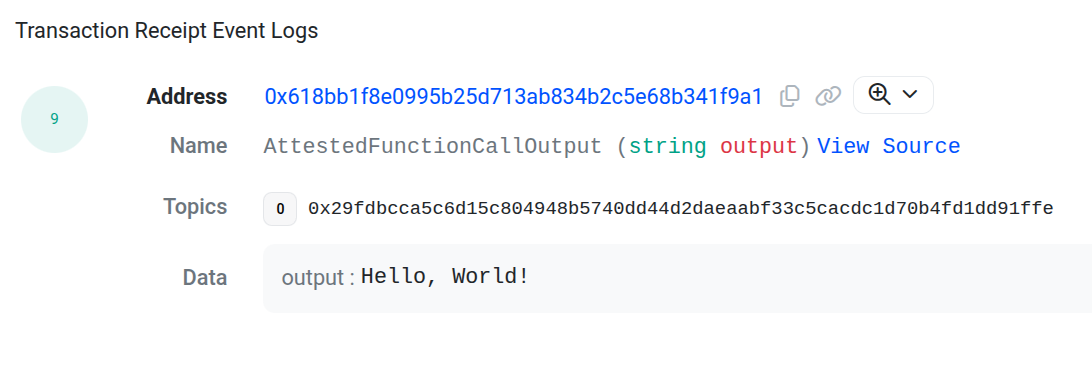 Transaction Receipt Event Logs
9
Address 0x618bb1f8e0995b25d713ab834b2c5e68b341f9a1
Name AttestedFunctionCallOutput (string output) View Source
Topics 0 0x29fdbcca5c6d15c804948b5740dd44d2daeaabf33c5cacdc1d70b4fd1dd91ffe
Data output : Hello, World!